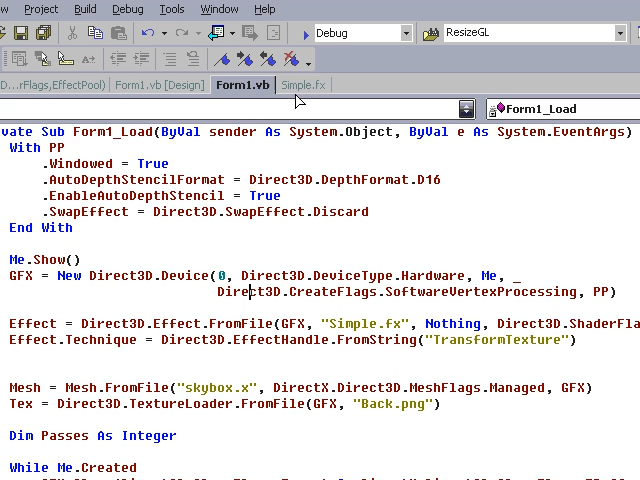 w Project Build Debug Tools Window Help
Debug ResizeGL
D...rFlags,EffectPool) Form1.vb [Design] Form1.vb Simple.fx
Form1_Load
vate Sub Form1_Load(ByVal sender As System.Object, ByVal e As System.EventArgs)
With PP
.Windowed = True
.AutoDepthStencilFormat = Direct3D.DepthFormat.D16
.EnableAutoDepthStencil = True
.SwapEffect = Direct3D.SwapEffect.Discard
End With
Me.Show()
GFX = New Direct3D.Device(0, Direct3D.DeviceType.Hardware, Me, _
Direct3D.CreateFlags.SoftwareVertexProcessing, PP)
Effect = Direct3D.Effect.FromFile(GFX, "Simple.fx", Nothing, Direct3D.ShaderFla
Effect.Technique = Direct3D.EffectHandle.FromString("TransformTexture")
Mesh = Mesh.FromFile("skybox.x", DirectX.Direct3D.MeshFlags.Managed, GFX)
Tex = Direct3D.TextureLoader.FromFile(GFX, "Back.png")
Dim Passes As Integer
While Me.Created